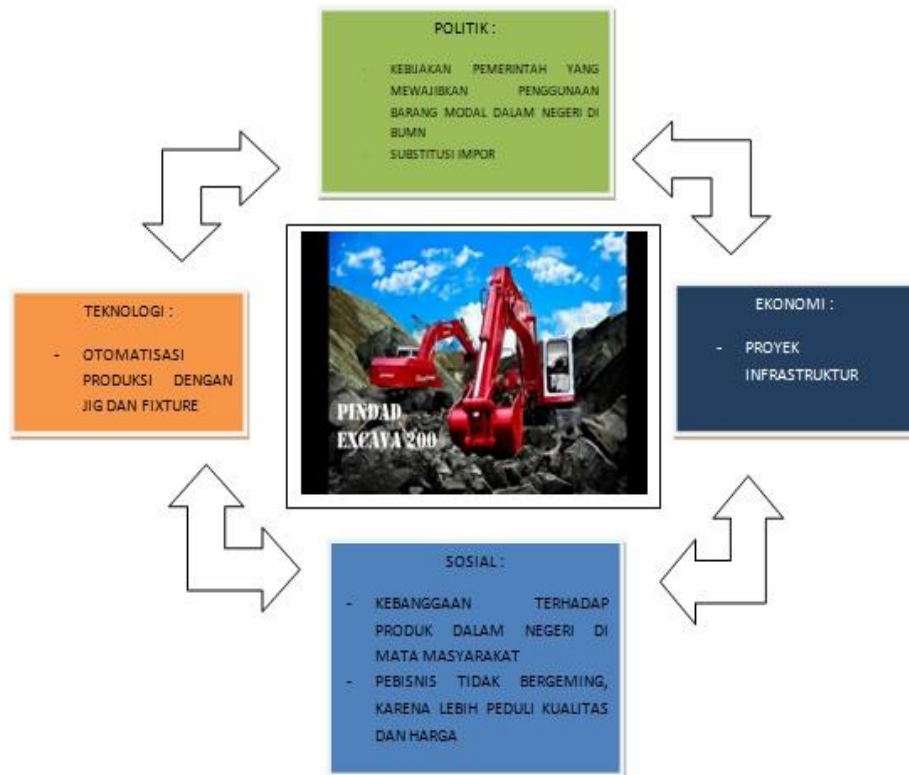 POLITIK :
KEBIJAKAN PEMERINTAH YANG
MEWAJIBKAN PENGGUNAAN
BARANG MODAL DALAM NEGERI DI
BUMN
SUBSTITUSI IMPOR
TEKNOLOGI :
- OTOMATISASI
PRODUKSI DENGAN
JIG DAN FIXTURE
PINDAD
EXCAVA 200
EKONOMI :
- PROYEK
INFRASTRUKTUR
SOSIAL :
- KEBANGGAAN TERHADAP
PRODUK DALAM NEGERI DI
MATA MASYARAKAT
- PEBISNIS TIDAK BERGEMING,
KARENA LEBIH PEDULI KUALITAS
DAN HARGA